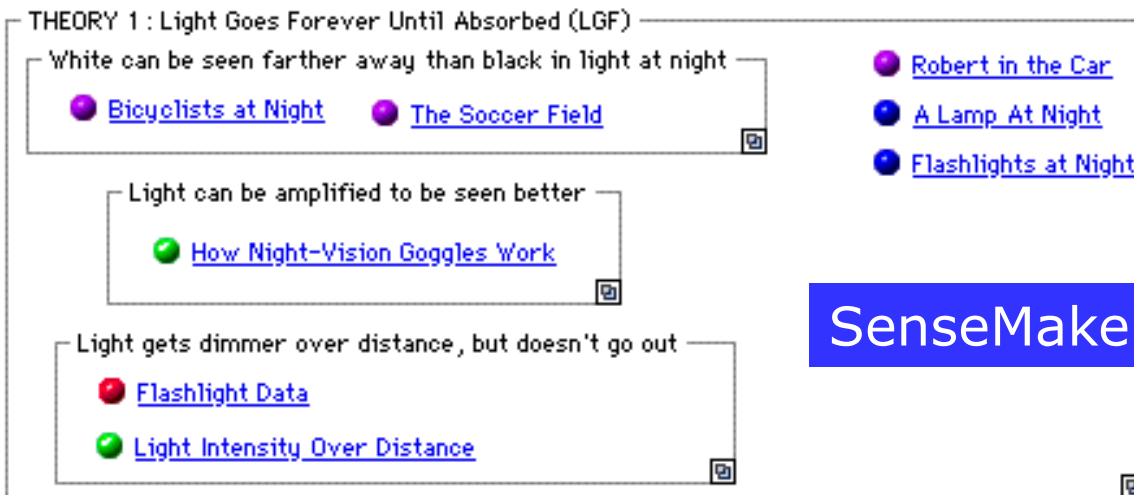 THEORY 1 : Light Goes Forever Until Absorbed (LGF)
White can be seen farther away than black in light at night
Bicyclists at Night
The Soccer Field
Robert in the Car
A Lamp At Night
Flashlights at Night
Light can be amplified to be seen better
How Night-Vision Goggles Work
SenseMake
Light gets dimmer over distance, but doesn't go out
Flashlight Data
Light Intensity Over Distance